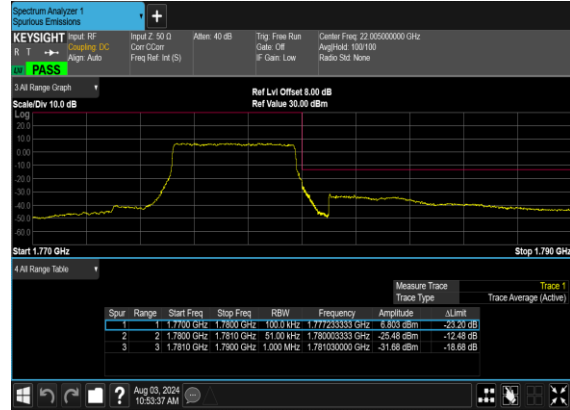 Spectrum Analyzer 1
Spurious Emissions
KEYSIGHT Input: RF Input Z: 50 Ω Atten: 40 dB Trig: Free Run Center Freq: 22.005000000 GHz
R T Coupling: DC Corr CCorr Gate: Off Avg|Hold: 100/100
Align: Auto Freq Ref: Int (S) IF Gain: Low Radio Std: None
PASS
3 All Range Graph
Ref Lvl Offset 8.00 dB
Scale/Div 10.0 dB Ref Value 30.00 dBm
Log
20.0
10.0
0.00
-10.0
-20.0
-30.0
-40.0
-50.0
-60.0
Start 1.770 GHz Stop 1.790 GHz
4 All Range Table
Measure Trace Trace 1
Trace Type Trace Average (Active)
Spur Range Start Freq Stop Freq RBW Frequency Amplitude ΔLimit
1 1 1.7700 GHz 1.7800 GHz 100.0 kHz 1.777233333 GHz 6.803 dBm -23.20 dB
2 2 1.7800 GHz 1.7810 GHz 51.00 kHz 1.780003333 GHz -25.48 dBm -12.48 dB
3 3 1.7810 GHz 1.7900 GHz 1.000 MHz 1.781030000 GHz -31.68 dBm -18.68 dB
? Aug 03, 2024
10:53:37 AM